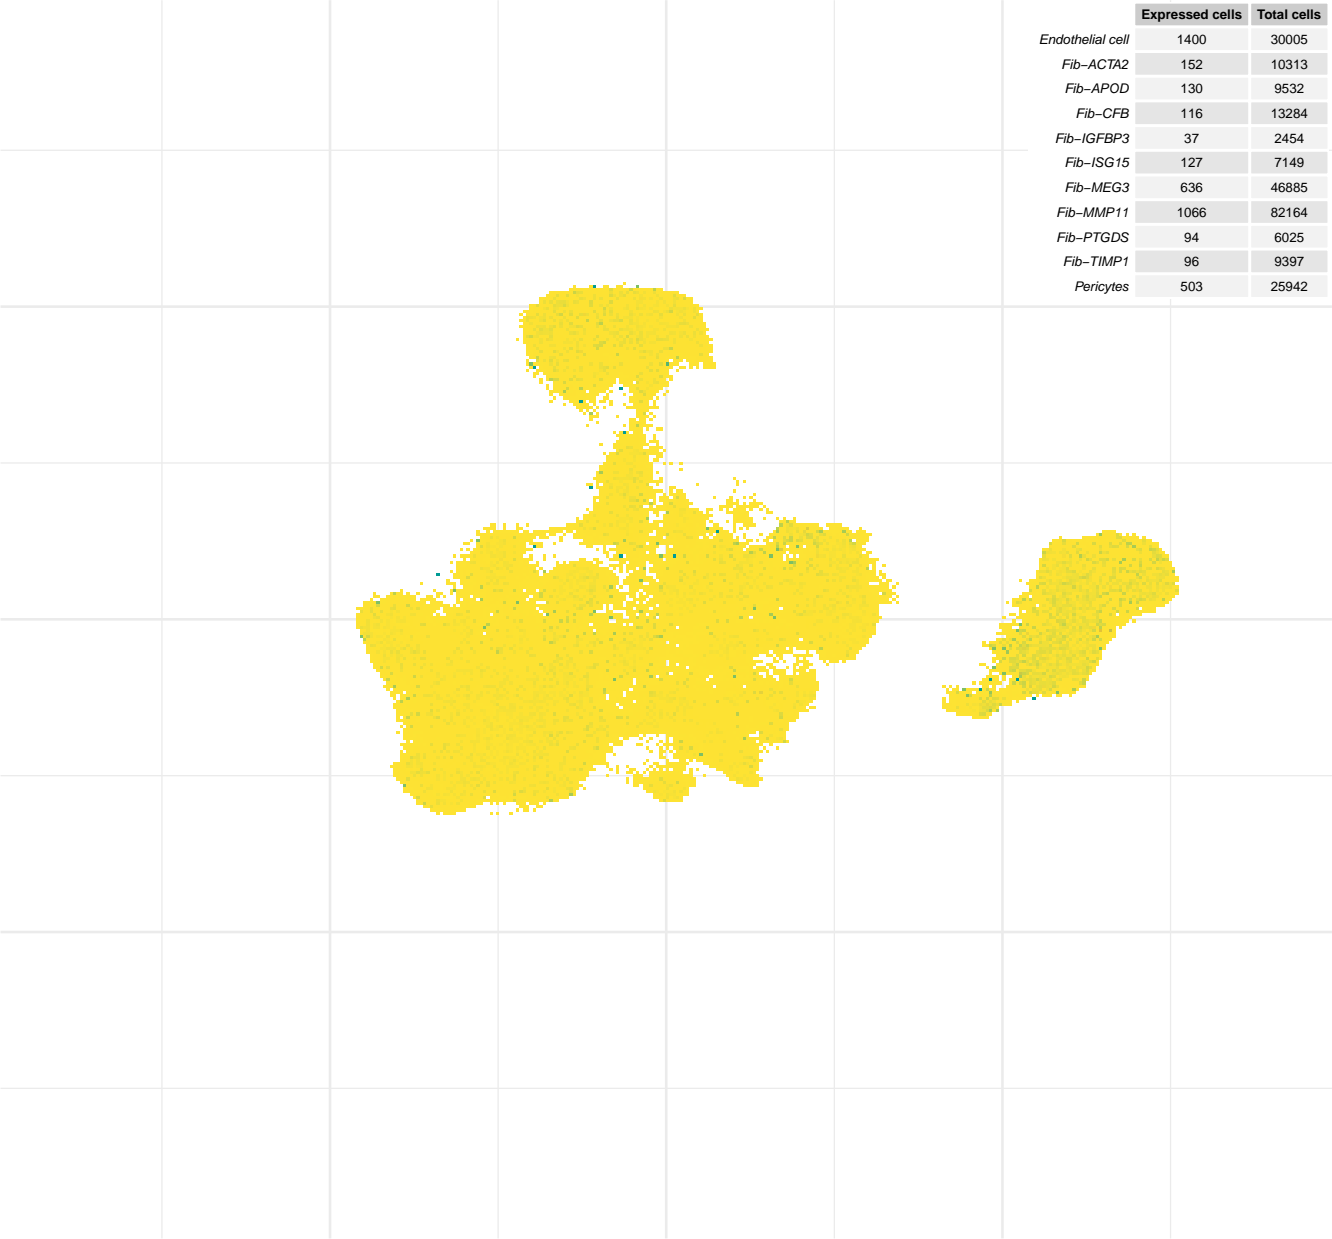 Expressed cells Total cells
Endothelial cell 1400 30005
Fib−ACTA2 152 10313
Fib−APOD 130 9532
Fib−CFB 116 13284
Fib−IGFBP3 37 2454
Fib−ISG15 127 7149
Fib−MEG3 636 46885
Fib−MMP11 1066 82164
Fib−PTGDS 94 6025
Fib−TIMP1 96 9397
Pericytes 503 25942